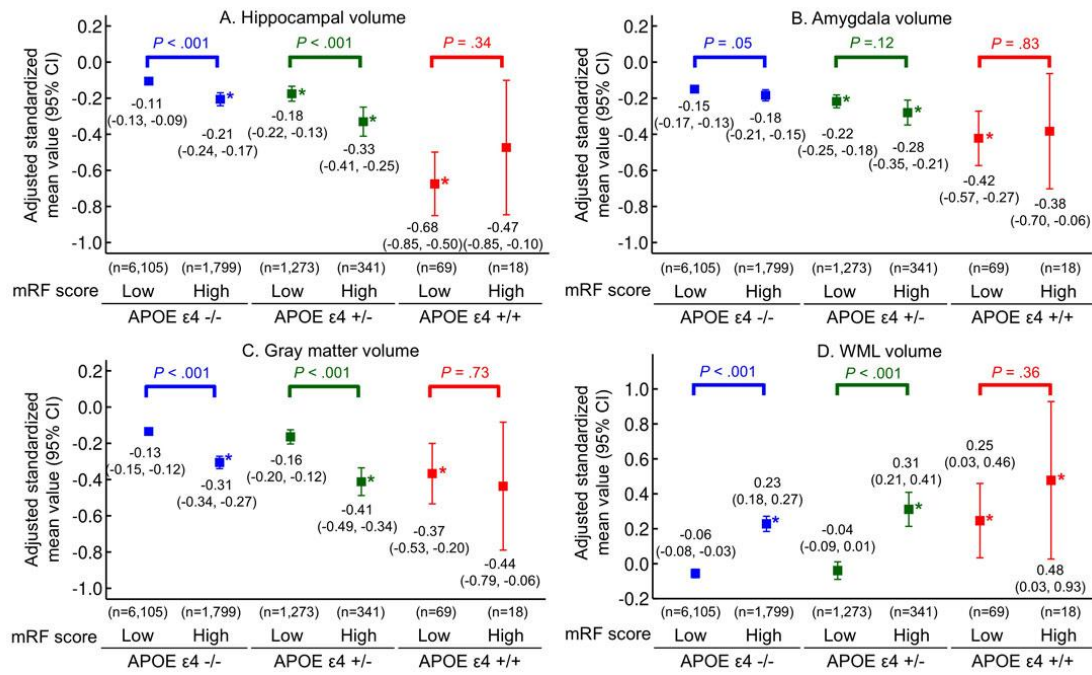 A. Hippocampal volume
Adjusted standardized
mean value (95% CI)
0.2
0.0
-0.2
-0.4
-0.6
-0.8
-1.0
P < .001
P < .001
P = .34
-0.11
(-0.13, -0.09)
-0.21
(-0.24, -0.17)
*
-0.18
(-0.22, -0.13)
*
-0.33
(-0.41, -0.25)
*
-0.68
(-0.85, -0.50)
*
-0.47
(-0.85, -0.10)
(n=6,105) (n=1,799) (n=1,273) (n=341) (n=69) (n=18)
mRF score Low High Low High Low High
APOE ε4 -/- APOE ε4 +/- APOE ε4 +/+
B. Amygdala volume
Adjusted standardized
mean value (95% CI)
0.2
0.0
-0.2
-0.4
-0.6
-0.8
-1.0
P = .05
P = .12
P = .83
-0.15
(-0.17, -0.13)
-0.18
(-0.21, -0.15)
-0.22
(-0.25, -0.18)
*
-0.28
(-0.35, -0.21)
*
-0.42
(-0.57, -0.27)
*
-0.38
(-0.70, -0.06)
(n=6,105) (n=1,799) (n=1,273) (n=341) (n=69) (n=18)
mRF score Low High Low High Low High
APOE ε4 -/- APOE ε4 +/- APOE ε4 +/+
C. Gray matter volume
Adjusted standardized
mean value (95% CI)
0.2
0.0
-0.2
-0.4
-0.6
-0.8
-1.0
P < .001
P < .001
P = .73
-0.13
(-0.15, -0.12)
-0.31
(-0.34, -0.27)
*
-0.16
(-0.20, -0.12)
-0.41
(-0.49, -0.34)
*
-0.37
(-0.53, -0.20)
*
-0.44
(-0.79, -0.06)
(n=6,105) (n=1,799) (n=1,273) (n=341) (n=69) (n=18)
mRF score Low High Low High Low High
APOE ε4 -/- APOE ε4 +/- APOE ε4 +/+
D. WML volume
Adjusted standardized
mean value (95% CI)
1.0
0.8
0.6
0.4
0.2
0.0
-0.2
P < .001
P < .001
P = .36
-0.06
(-0.08, -0.03)
0.23
(0.18, 0.27)
*
-0.04
(-0.09, 0.01)
0.31
(0.21, 0.41)
*
0.25
(0.03, 0.46)
*
0.48
(0.03, 0.93)
*
(n=6,105) (n=1,799) (n=1,273) (n=341) (n=69) (n=18)
mRF score Low High Low High Low High
APOE ε4 -/- APOE ε4 +/- APOE ε4 +/+